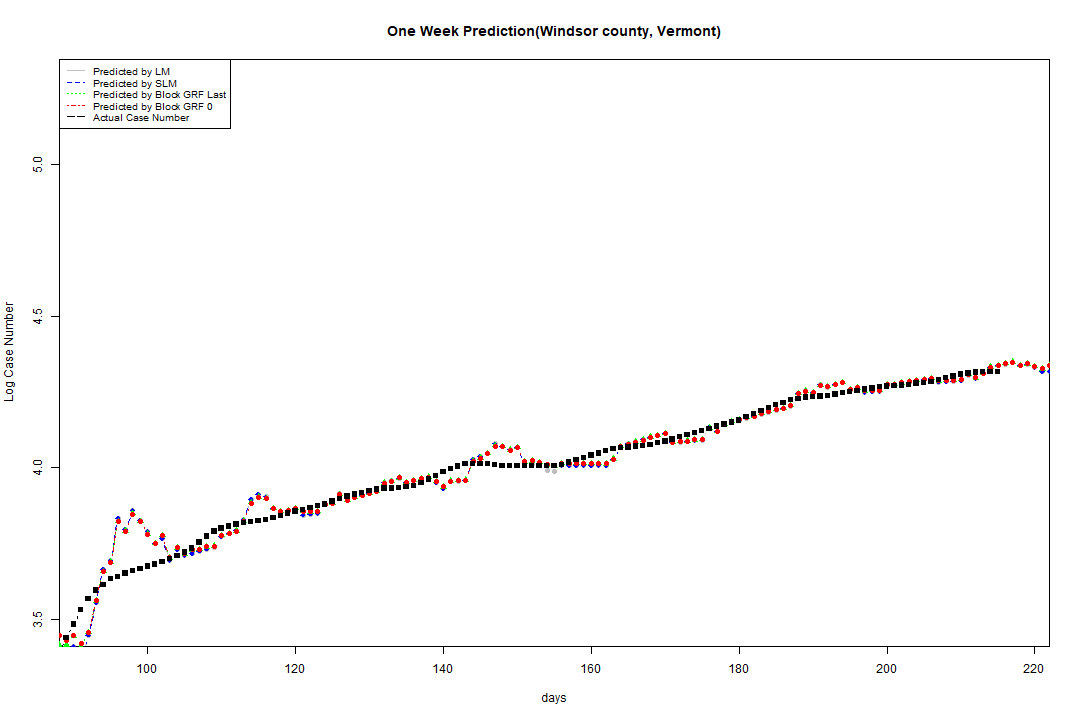 One Week Prediction(Windsor county, Vermont)
Predicted by LM
Predicted by SLM
Predicted by Block GRF Last
Predicted by Block GRF 0
Actual Case Number
5.0
4.5
4.0
3.5
Log Case Number
100 120 140 160 180 200 220
days